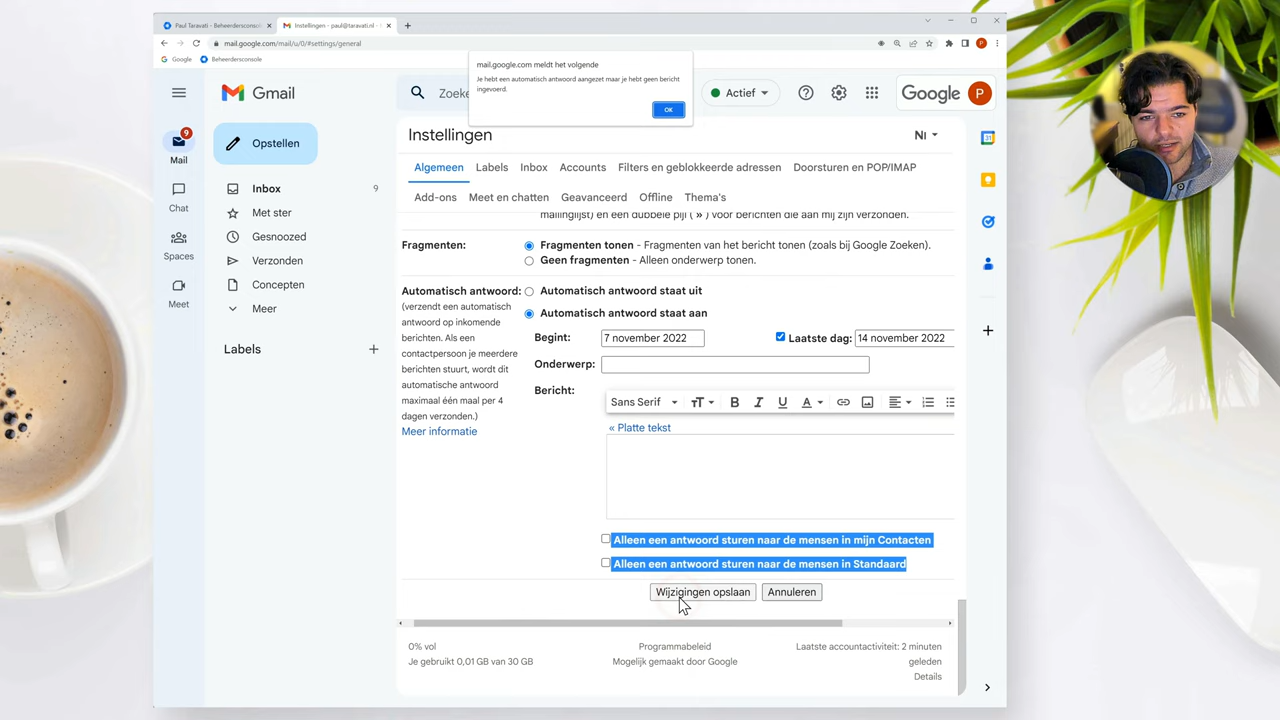 Paul Taravati - Beheerdersconsole
Instellingen - paul@taravati.nl -
mail.google.com/mail/u/0/#settings/general
Google
Beheerdersconsole
mail.google.com meldt het volgende
Je hebt een automatisch antwoord aangezet maar je hebt geen bericht
ingevoerd.
OK
Gmail
Zoeke
Actief
Google
P
Opstellen
9
Mail
Chat
Spaces
Meet
Inbox
9
Met ster
Gesnoozed
Verzonden
Concepten
Meer
Labels
Instellingen
Nl
Algemeen
Labels
Inbox
Accounts
Filters en geblokkeerde adressen
Doorsturen en POP/IMAP
Add-ons
Meet en chatten
Geavanceerd
Offline
Thema's
mailinglijst) en een dubbele pijl ( » ) voor berichten die aan mij zijn verzonden.
Fragmenten:
Fragmenten tonen - Fragmenten van het bericht tonen (zoals bij Google Zoeken).
Geen fragmenten - Alleen onderwerp tonen.
Automatisch antwoord:
(verzendt een automatisch
antwoord op inkomende
berichten. Als een
contactpersoon je meerdere
berichten stuurt, wordt dit
automatische antwoord
maximaal één maal per 4
dagen verzonden.)
Meer informatie
Automatisch antwoord staat uit
Automatisch antwoord staat aan
Begint:
7 november 2022
Laatste dag:
14 november 2022
Onderwerp:
Bericht:
Sans Serif
« Platte tekst
Alleen een antwoord sturen naar de mensen in mijn Contacten
Alleen een antwoord sturen naar de mensen in Standaard
Wijzigingen opslaan
Annuleren
0% vol
Je gebruikt 0,01 GB van 30 GB
Programmabeleid
Mogelijk gemaakt door Google
Laatste accountactiviteit: 2 minuten
geleden
Details